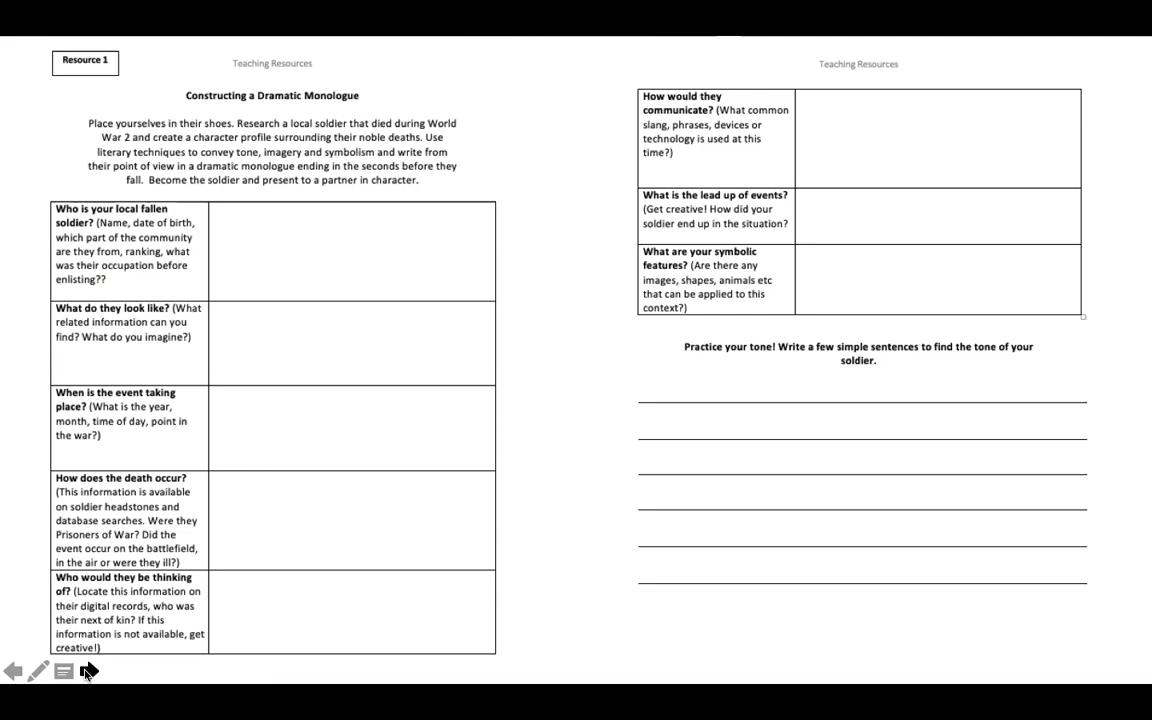 Resource 1
Teaching Resources
Constructing a Dramatic Monologue
Place yourselves in their shoes. Research a local soldier that died during World
War 2 and create a character profile surrounding their noble deaths. Use
literary techniques to convey tone, imagery and symbolism and write from
their point of view in a dramatic monologue ending in the seconds before they
fall. Become the soldier and present to a partner in character.
Who is your local fallen
soldier? (Name, date of birth,
which part of the community
are they from, ranking, what
was their occupation before
enlisting??
What do they look like? (What
related information can you
find? What do you imagine?)
When is the event taking
place? (What is the year,
month, time of day, point in
the war?)
How does the death occur?
(This information is available
on soldier headstones and
database searches. Were they
Prisoners of War? Did the
event occur on the battlefield,
in the air or were they ill?)
Who would they be thinking
of? (Locate this information on
their digital records, who was
their next of kin? If this
information is not available, get
creative!)
Teaching Resources
How would they
communicate? (What common
slang, phrases, devices or
technology is used at this
time?)
What is the lead up of events?
(Get creative! How did your
soldier end up in the situation?
What are your symbolic
features? (Are there any
images, shapes, animals etc
that can be applied to this
context?)
Practice your tone! Write a few simple sentences to find the tone of your
soldier.